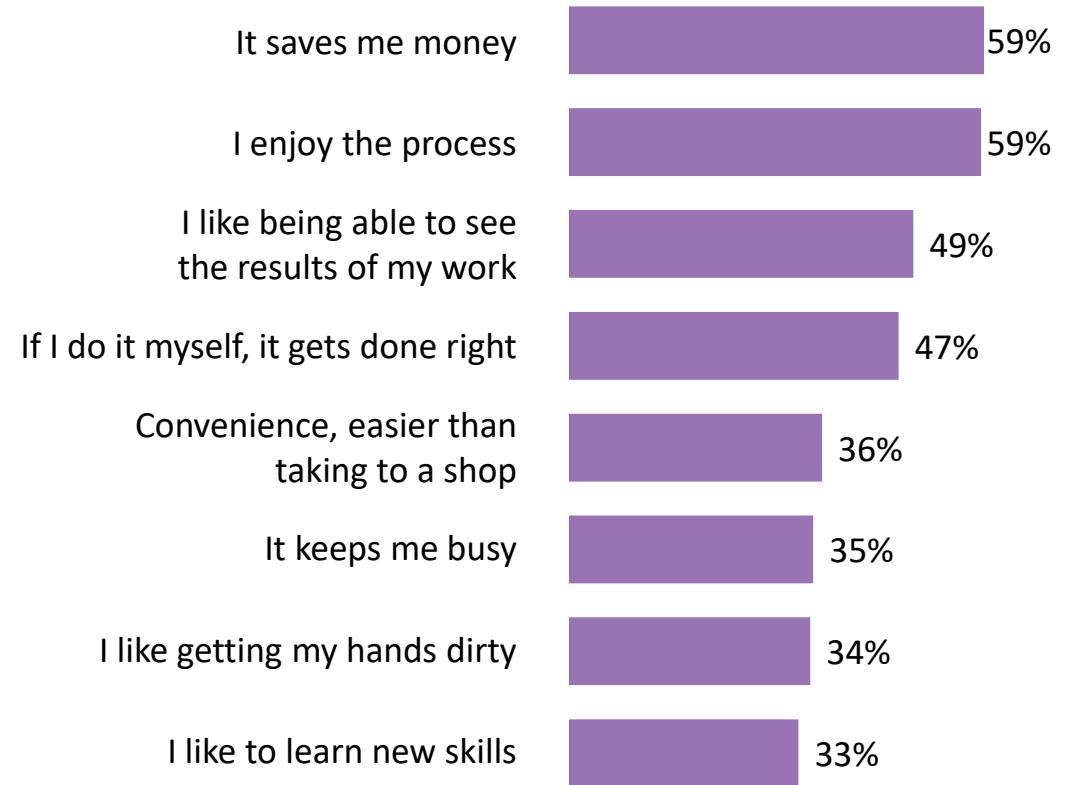 It saves me money
59%
I enjoy the process
59%
I like being able to see
the results of my work
49%
If I do it myself, it gets done right
47%
Convenience, easier than
taking to a shop
36%
It keeps me busy
35%
I like getting my hands dirty
34%
I like to learn new skills
33%